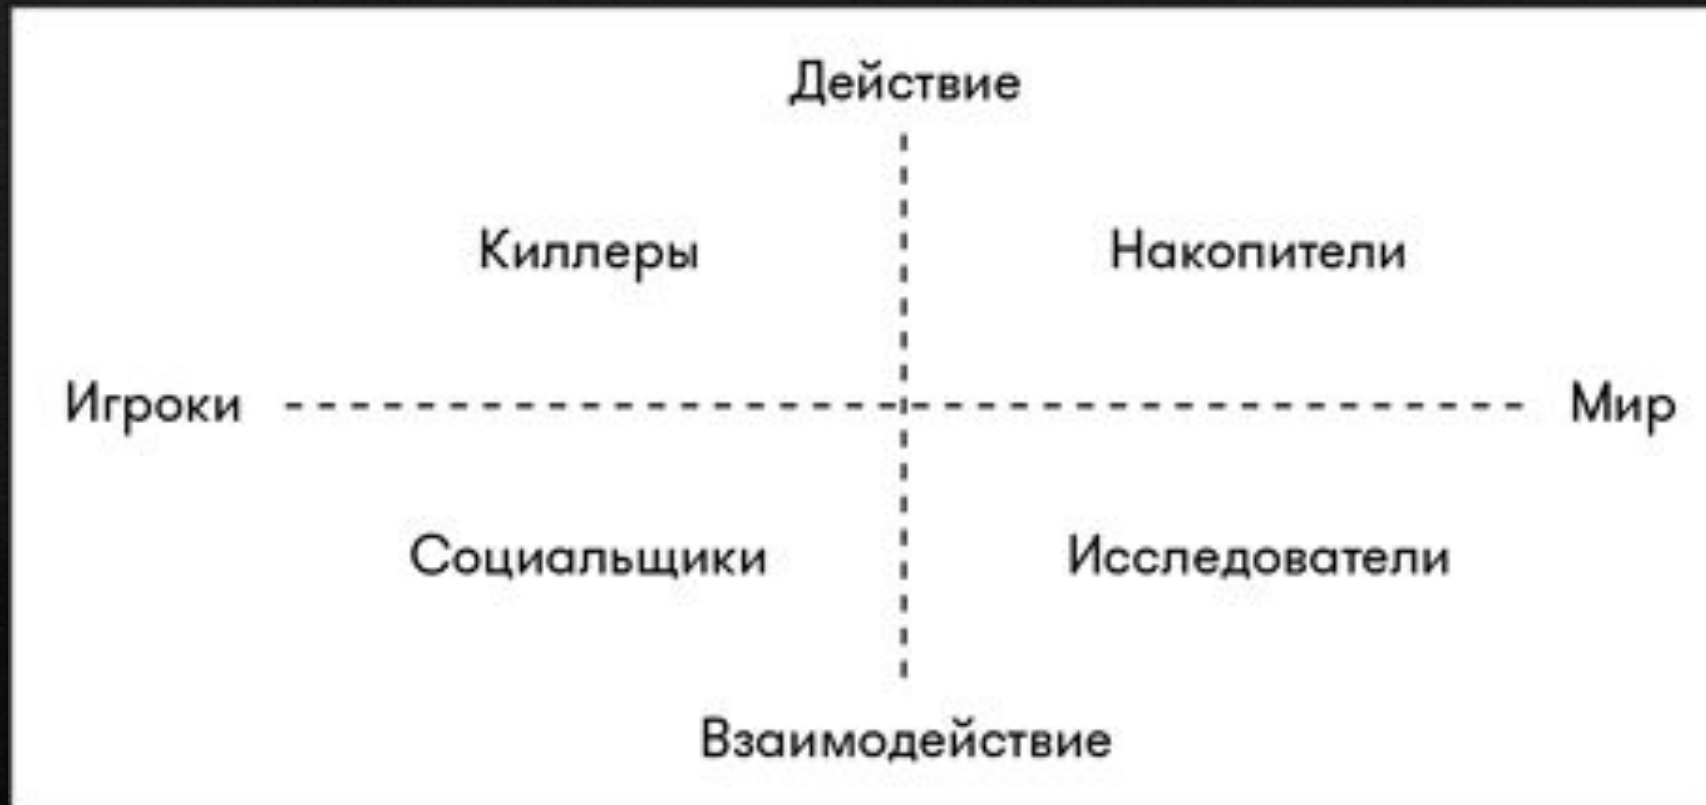 Действие
Киллеры
Накопители
Игроки
Мир
Социальщики
Исследователи
Взаимодействие